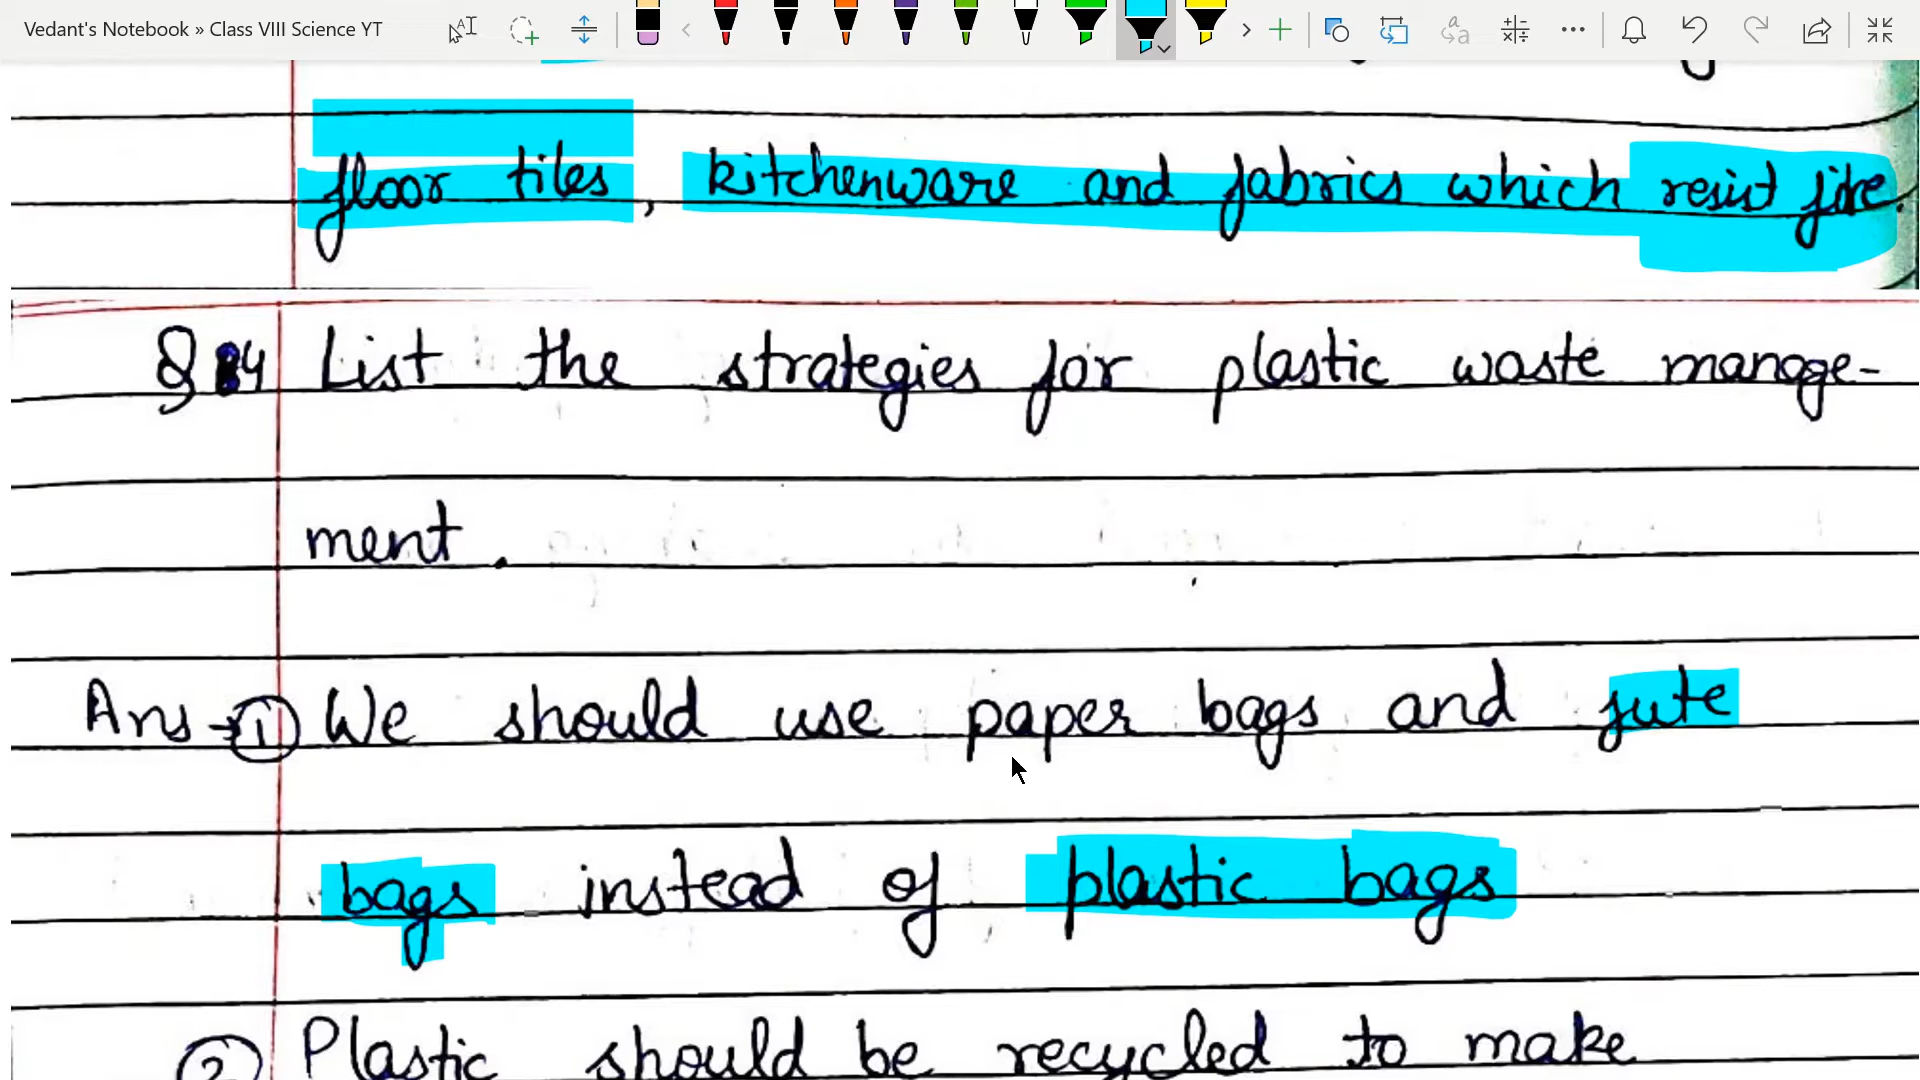 Vedant's Notebook » Class VIII Science YT
floor tiles, kitchenware and fabrics which resist fire.
Q 4 List the strategies for plastic waste manage-
ment.
Ans → ① We should use paper bags and jute
bags instead of plastic bags
② Plastic should be recycled to make